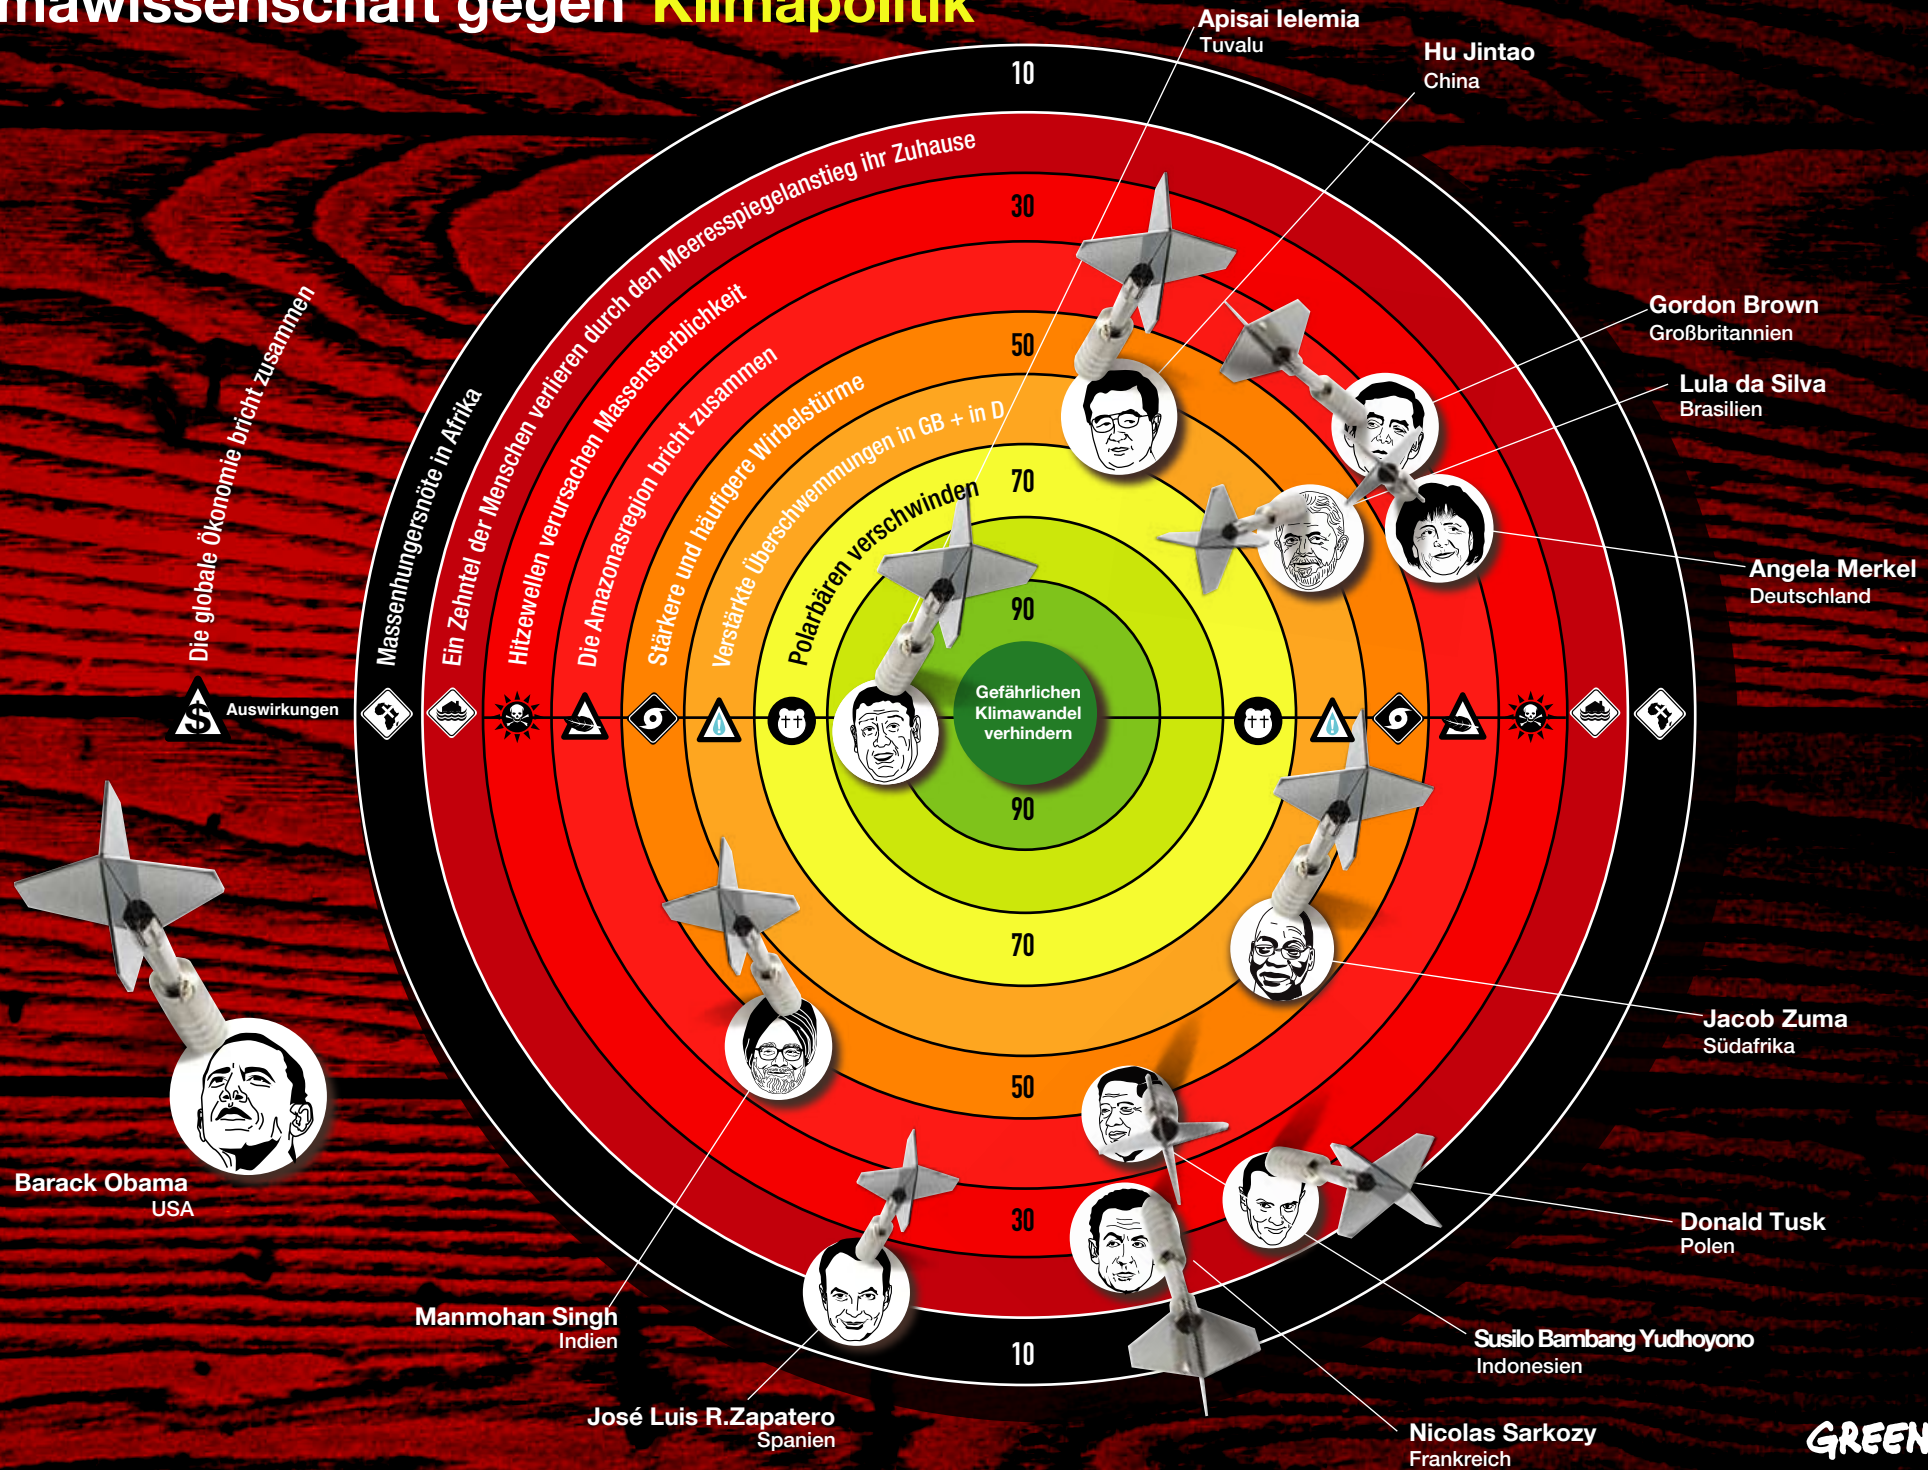 mawissenschaft gegen Klimapolitik
Apisai Ielemia
Tuvalu
Hu Jintao
China
10
Ein Zehntel der Menschen verlieren durch den Meeresspiegelanstieg ihr Zuhause
30
Hitzewellen verursachen Massensterblichkeit
Die globale Ökonomie bricht zusammen
Gordon Brown
Großbritannien
50
Die Amazonasregion bricht zusammen
Lula da Silva
Brasilien
Stärkere und häufigere Wirbelstürme
Massenhungersnöte in Afrika
Verstärkte Überschwemmungen in GB + in D
70
Polarbären verschwinden
Angela Merkel
Deutschland
90
$
Auswirkungen
Gefährlichen
Klimawandel
verhindern
90
70
Jacob Zuma
Südafrika
50
Barack Obama
USA
30
Donald Tusk
Polen
Manmohan Singh
Indien
Susilo Bambang Yudhoyono
Indonesien
10
José Luis R.Zapatero
Spanien
Nicolas Sarkozy
Frankreich
GREEN